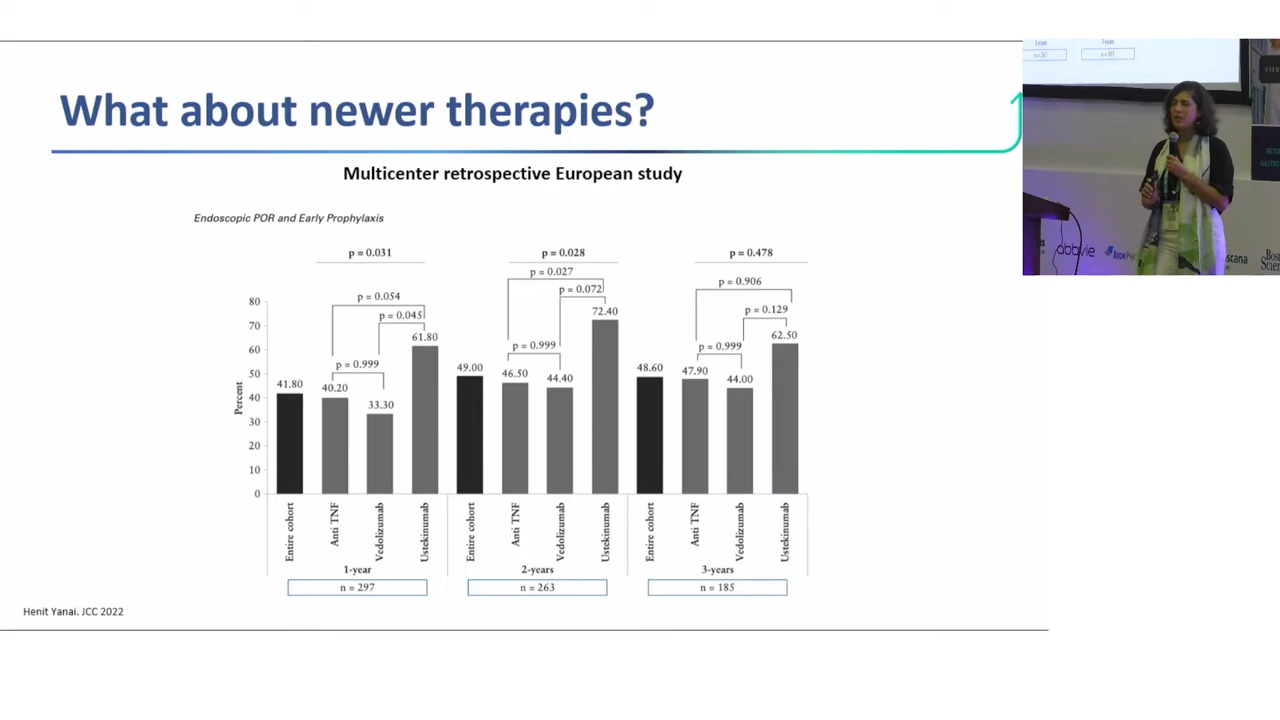 What about newer therapies?
Multicenter retrospective European study
Endoscopic POR and Early Prophylaxis
p = 0.031
p = 0.054
p = 0.045
p = 0.999
p = 0.028
p = 0.027
p = 0.072
p = 0.999
p = 0.478
p = 0.906
p = 0.129
p = 0.999
Percent
80
70
60
50
40
30
20
10
0
41.80
40.20
33.30
61.80
49.00
46.50
44.40
72.40
48.60
47.90
44.00
62.50
Entire cohort
Anti TNF
Vedolizumab
Ustekinumab
Entire cohort
Anti TNF
Vedolizumab
Ustekinumab
Entire cohort
Anti TNF
Vedolizumab
Ustekinumab
1-year
2-years
3-years
n = 297
n = 263
n = 185
Henit Yanai. JCC 2022
abbvie